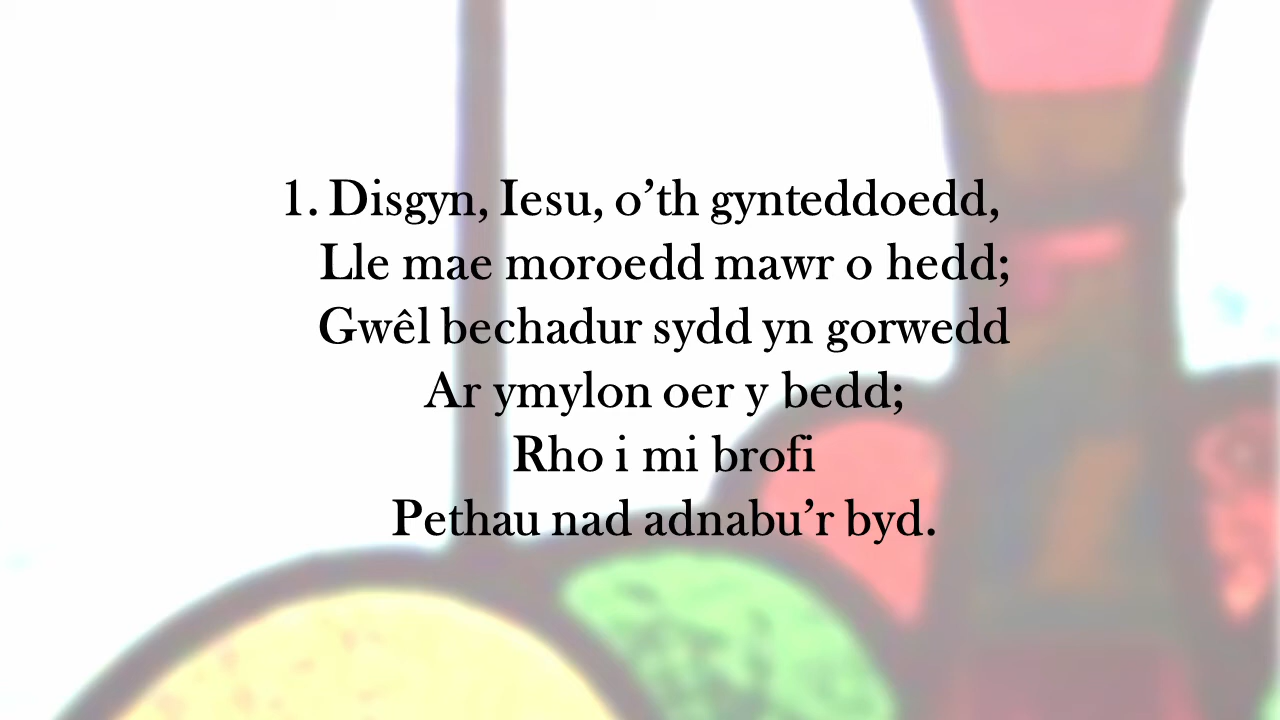 1. Disgyn, Iesu, o’th gynteddoedd,
Lle mae moroedd mawr o hedd;
Gwêl bechadur sydd yn gorwedd
Ar ymylon oer y bedd;
Rho i mi brofi
Pethau nad adnabu’r byd.